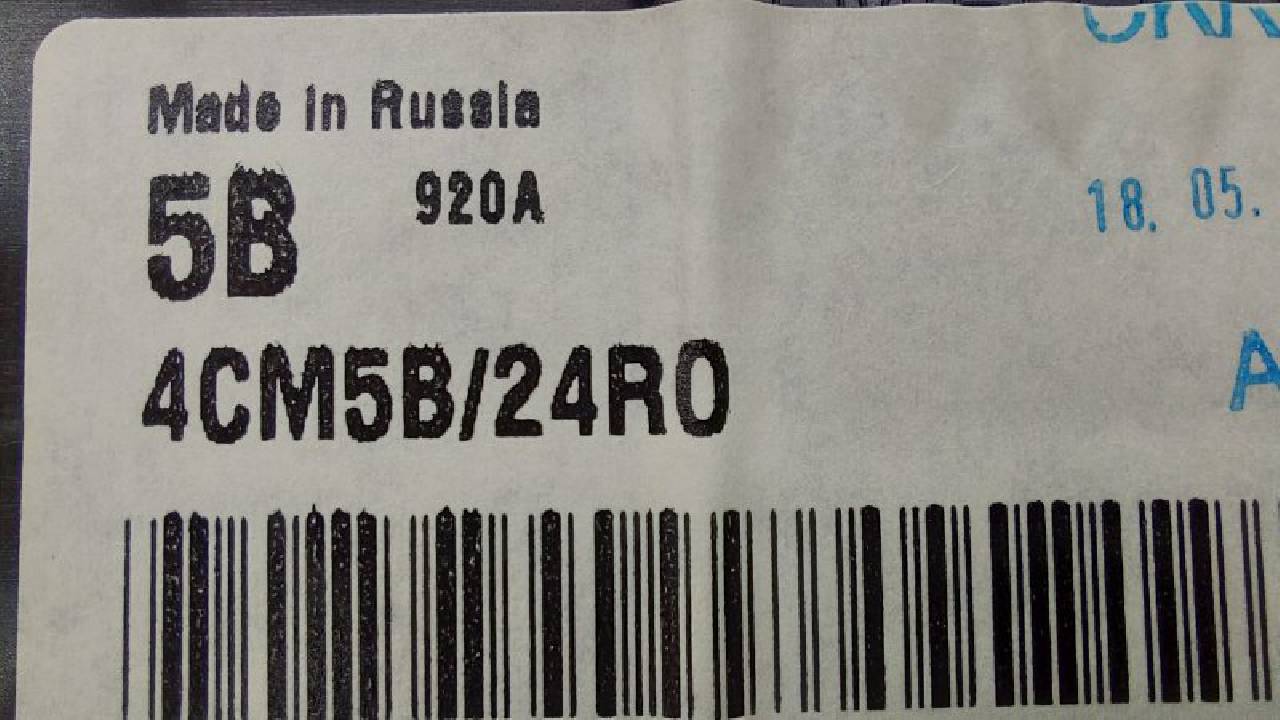 Made in Russia
5B 920A
18. 05.
4CM5B/24R0